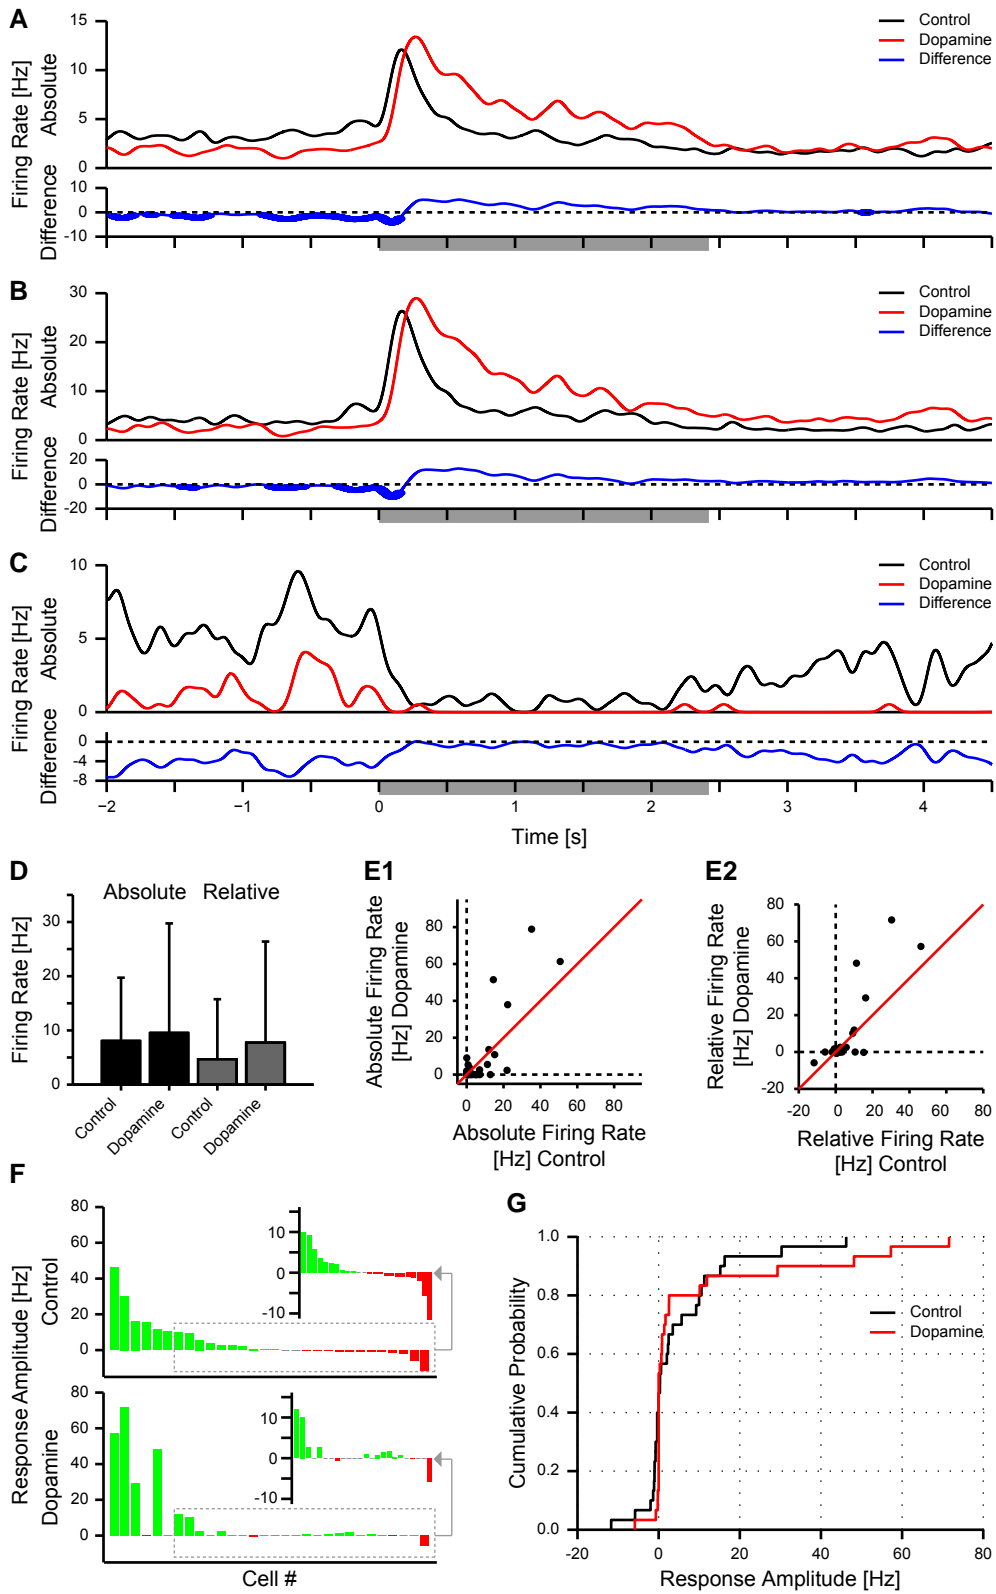 A
Firing Rate [Hz]
Difference Absolute
15
10
5
0
10
0
-10
Control
Dopamine
Difference
B
Firing Rate [Hz]
Difference Absolute
30
20
10
0
20
0
-20
Control
Dopamine
Difference
C
Firing Rate [Hz]
Difference Absolute
10
5
0
0
-4
-8
Control
Dopamine
Difference
−2 −1 0 1 2 3 4
Time [s]
D
Absolute Relative
Firing Rate [Hz]
30
20
10
0
Control
Dopamine
Control
Dopamine
E1
Absolute Firing Rate
[Hz] Dopamine
80
60
40
20
0
0 20 40 60 80
Absolute Firing Rate
[Hz] Control
E2
Relative Firing Rate
[Hz] Dopamine
80
60
40
20
0
-20
-20 0 20 40 60 80
Relative Firing Rate
[Hz] Control
F
Response Amplitude [Hz]
Dopamine Control
80
60
40
20
0
10
0
-10
80
60
40
20
0
10
0
-10
Cell #
G
Cumulative Probability
1.0
0.8
0.6
0.4
0.2
0.0
Control
Dopamine
-20 0 20 40 60 80
Response Amplitude [Hz]